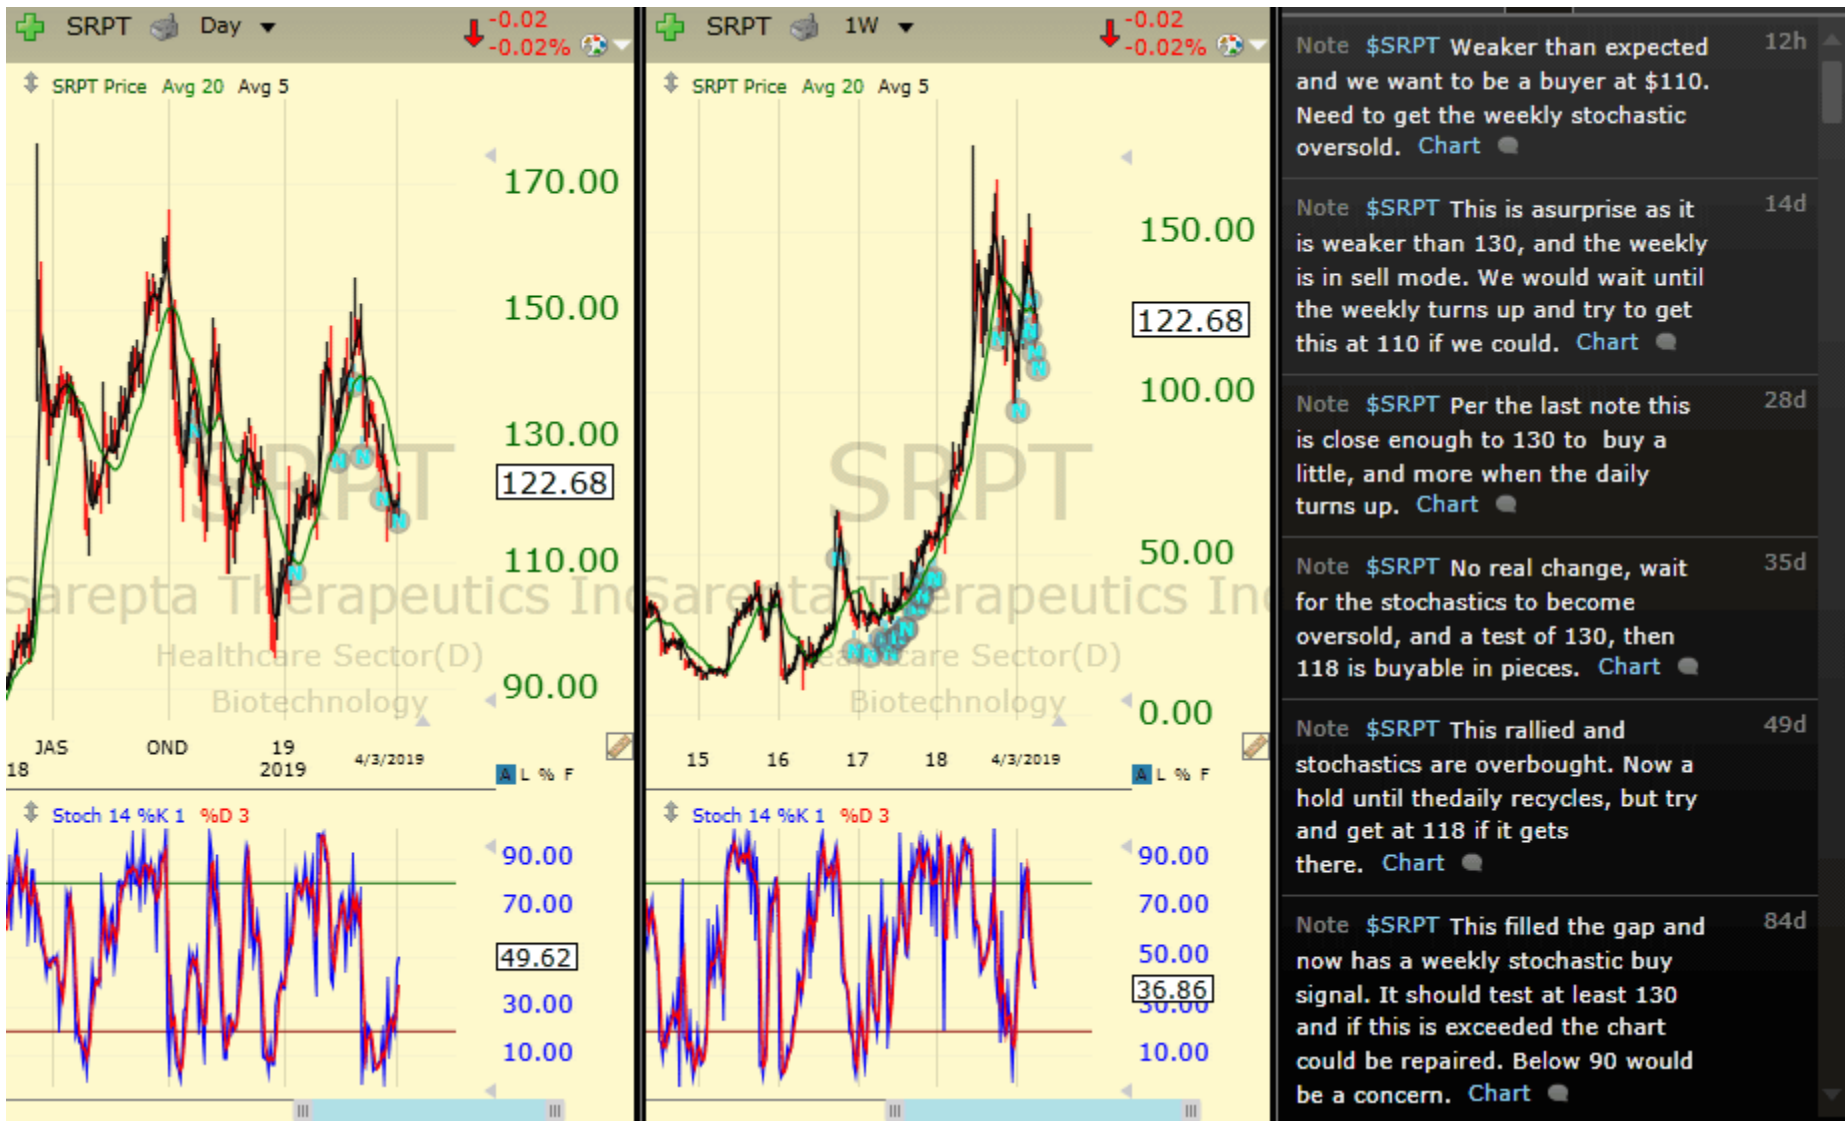 SRPT Day
-0.02
-0.02%
SRPT Price Avg 20 Avg 5
170.00
150.00
130.00
122.68
110.00
90.00
SRPT
Sarepta Therapeutics Inc
Healthcare Sector(D)
Biotechnology
JAS OND 19
18 2019 4/3/2019
A L % F
Stoch 14 %K 1 %D 3
90.00
70.00
49.62
30.00
10.00
SRPT 1W
-0.02
-0.02%
SRPT Price Avg 20 Avg 5
150.00
122.68
100.00
50.00
0.00
SRPT
Sarepta Therapeutics Inc
Healthcare Sector(D)
Biotechnology
15 16 17 18 4/3/2019
A L % F
Stoch 14 %K 1 %D 3
90.00
70.00
50.00
36.86
30.00
10.00
Note $SRPT Weaker than expected 12h
and we want to be a buyer at $110.
Need to get the weekly stochastic
oversold. Chart
Note $SRPT This is asurprise as it 14d
is weaker than 130, and the weekly
is in sell mode. We would wait until
the weekly turns up and try to get
this at 110 if we could. Chart
Note $SRPT Per the last note this 28d
is close enough to 130 to buy a
little, and more when the daily
turns up. Chart
Note $SRPT No real change, wait 35d
for the stochastics to become
oversold, and a test of 130, then
118 is buyable in pieces. Chart
Note $SRPT This rallied and 49d
stochastics are overbought. Now a
hold until thedaily recycles, but try
and get at 118 if it gets
there. Chart
Note $SRPT This filled the gap and 84d
now has a weekly stochastic buy
signal. It should test at least 130
and if this is exceeded the chart
could be repaired. Below 90 would
be a concern. Chart